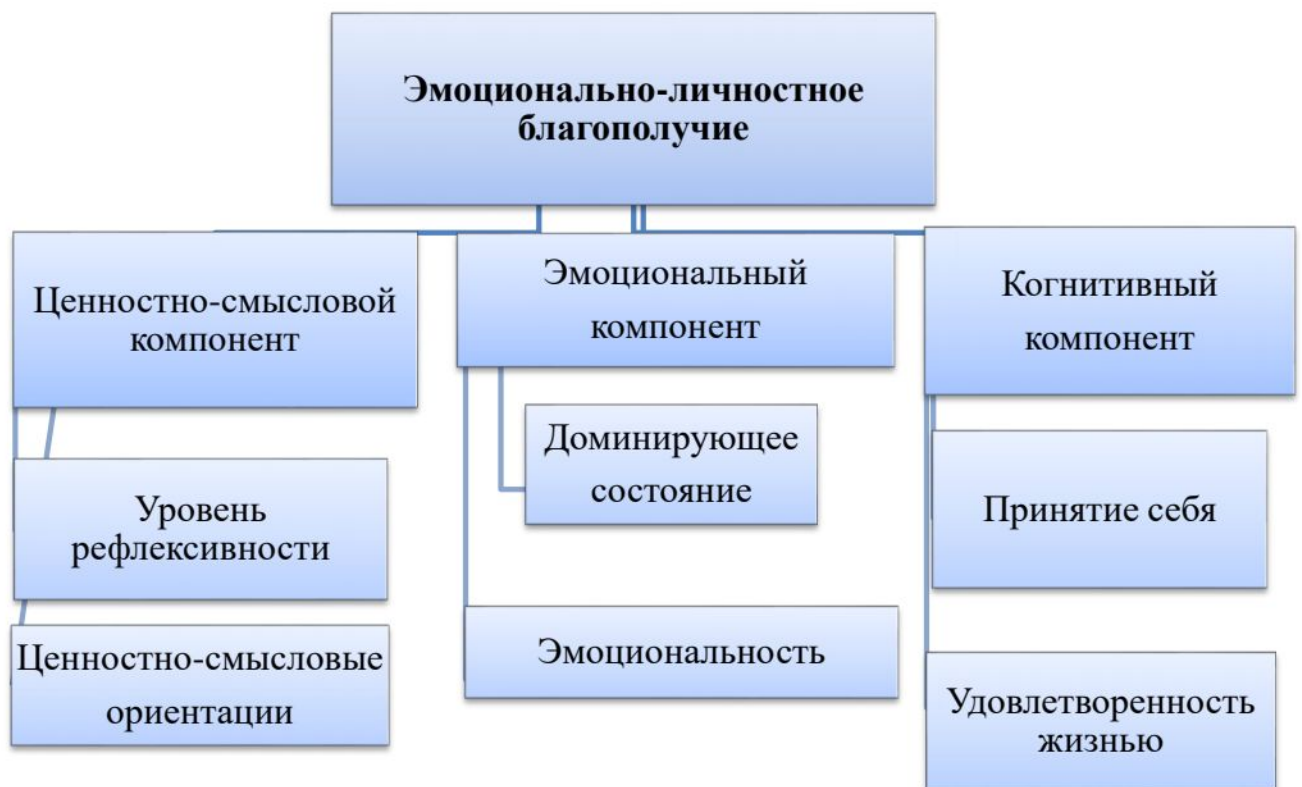 Эмоционально-личностное
благополучие
Ценностно-смысловой
компонент
Эмоциональный
компонент
Когнитивный
компонент
Уровень
рефлексивности
Ценностно-смысловые
ориентации
Доминирующее
состояние
Эмоциональность
Принятие себя
Удовлетворенность
жизнью